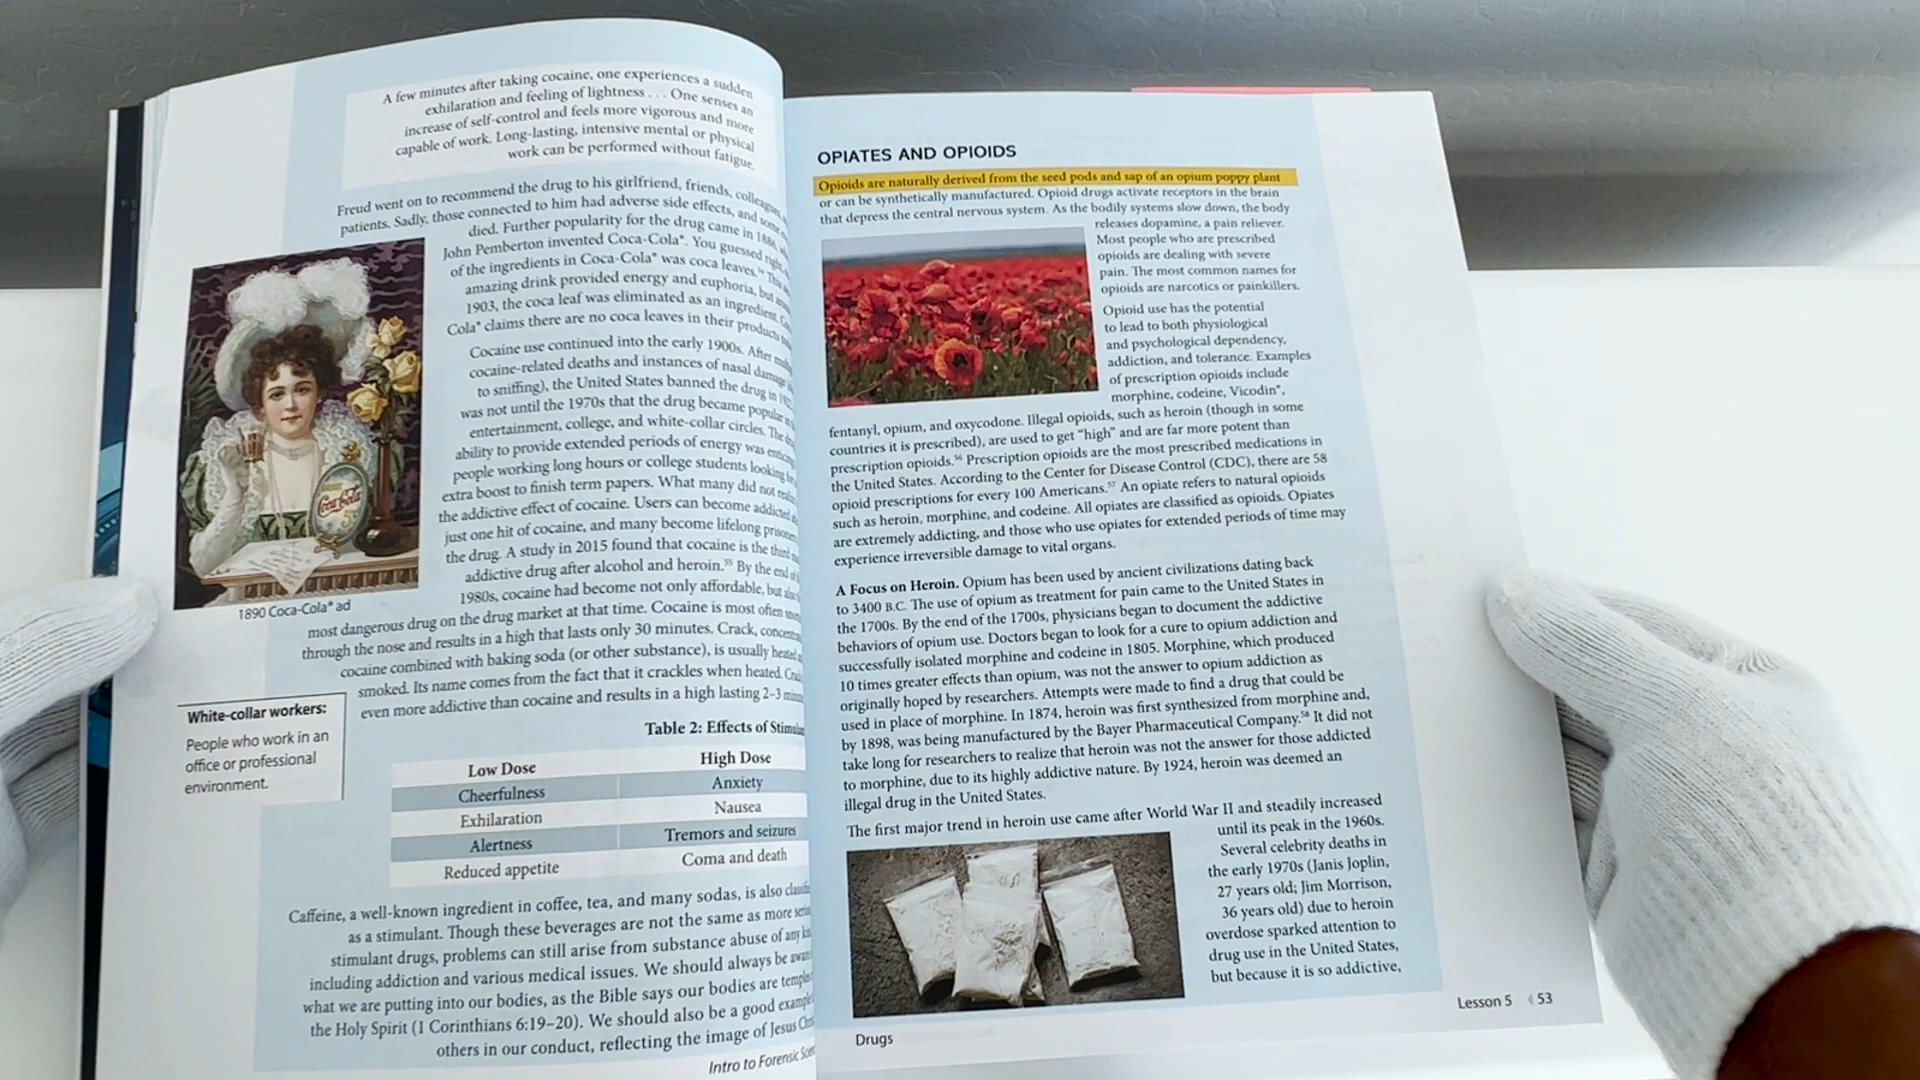 A few minutes after taking cocaine, one experiences a sudden
exhilaration and feeling of lightness . . . One senses an
increase of self-control and feels more vigorous and more
capable of work. Long-lasting, intensive mental or physical
work can be performed without fatigue.
Freud went on to recommend the drug to his girlfriend, friends,
patients. Sadly, those connected to him had adverse side effects, and some
died. Further popularity for the drug came in 1886,
John Pemberton invented Coca-Cola®. You guessed right,
of the ingredients in Coca-Cola® was coca leaves.⁵⁴ This
amazing drink provided energy and euphoria, but
1903, the coca leaf was eliminated as an ingredient.
Cola® claims there are no coca leaves in their products
Cocaine use continued into the early 1900s. After
cocaine-related deaths and instances of nasal damage
to sniffing), the United States banned the drug in
was not until the 1970s that the drug became popular
entertainment, college, and white-collar circles. The
ability to provide extended periods of energy was
people working long hours or college students looking
extra boost to finish term papers. What many did not
the addictive effect of cocaine. Users can become addicted
just one hit of cocaine, and many become lifelong
the drug. A study in 2015 found that cocaine is the third
addictive drug after alcohol and heroin.⁵⁵ By the end
1980s, cocaine had become not only affordable, but
1890 Coca-Cola® ad
most dangerous drug on the drug market at that time. Cocaine is most often
through the nose and results in a high that lasts only 30 minutes. Crack,
cocaine combined with baking soda (or other substance), is usually heated
smoked. Its name comes from the fact that it crackles when heated.
even more addictive than cocaine and results in a high lasting 2–3
White-collar workers:
People who work in an
office or professional
environment.
Table 2: Effects of
Low Dose High Dose
Cheerfulness Anxiety
Exhilaration Nausea
Alertness Tremors and seizures
Reduced appetite Coma and death
Caffeine, a well-known ingredient in coffee, tea, and many sodas, is also
as a stimulant. Though these beverages are not the same as more
stimulant drugs, problems can still arise from substance abuse of any
including addiction and various medical issues. We should always be
what we are putting into our bodies, as the Bible says our bodies are
the Holy Spirit (1 Corinthians 6:19–20). We should also be a good
others in our conduct, reflecting the image of Jesus
Intro to Forensic
OPIATES AND OPIOIDS
Opioids are naturally derived from the seed pods and sap of an opium poppy plant
or can be synthetically manufactured. Opioid drugs activate receptors in the brain
that depress the central nervous system. As the bodily systems slow down, the body
releases dopamine, a pain reliever.
Most people who are prescribed
opioids are dealing with severe
pain. The most common names for
opioids are narcotics or painkillers.
Opioid use has the potential
to lead to both physiological
and psychological dependency,
addiction, and tolerance. Examples
of prescription opioids include
morphine, codeine, Vicodin®,
fentanyl, opium, and oxycodone. Illegal opioids, such as heroin (though in some
countries it is prescribed), are used to get "high" and are far more potent than
prescription opioids.⁵⁶ Prescription opioids are the most prescribed medications in
the United States. According to the Center for Disease Control (CDC), there are 58
opioid prescriptions for every 100 Americans.⁵⁷ An opiate refers to natural opioids
such as heroin, morphine, and codeine. All opiates are classified as opioids. Opiates
are extremely addicting, and those who use opiates for extended periods of time may
experience irreversible damage to vital organs.
A Focus on Heroin. Opium has been used by ancient civilizations dating back
to 3400 B.C. The use of opium as treatment for pain came to the United States in
the 1700s. By the end of the 1700s, physicians began to document the addictive
behaviors of opium use. Doctors began to look for a cure to opium addiction and
successfully isolated morphine and codeine in 1805. Morphine, which produced
10 times greater effects than opium, was not the answer to opium addiction as
originally hoped by researchers. Attempts were made to find a drug that could be
used in place of morphine. In 1874, heroin was first synthesized from morphine and,
by 1898, was being manufactured by the Bayer Pharmaceutical Company.⁵⁸ It did not
take long for researchers to realize that heroin was not the answer for those addicted
to morphine, due to its highly addictive nature. By 1924, heroin was deemed an
illegal drug in the United States.
The first major trend in heroin use came after World War II and steadily increased
until its peak in the 1960s.
Several celebrity deaths in
the early 1970s (Janis Joplin,
27 years old; Jim Morrison,
36 years old) due to heroin
overdose sparked attention to
drug use in the United States,
but because it is so addictive,
Drugs
Lesson 5 53